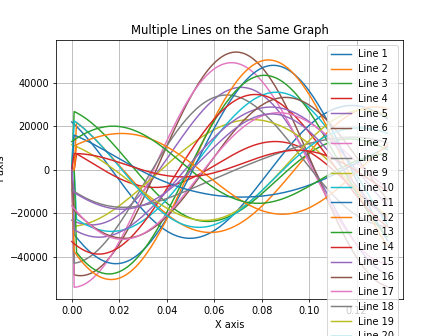 Multiple Lines on the Same Graph
40000
20000
0
−20000
−40000
axis
0.00
0.02
0.04
0.06
0.08
0.10
X axis
Line 1
Line 2
Line 3
Line 4
Line 5
Line 6
Line 7
Line 8
Line 9
Line 10
Line 11
Line 12
Line 13
Line 14
Line 15
Line 16
Line 17
Line 18
Line 19
Line 20